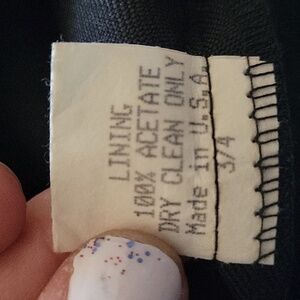 LINING
100% ACETATE
DRY CLEAN ONLY
Made in U.S.A.
3/4